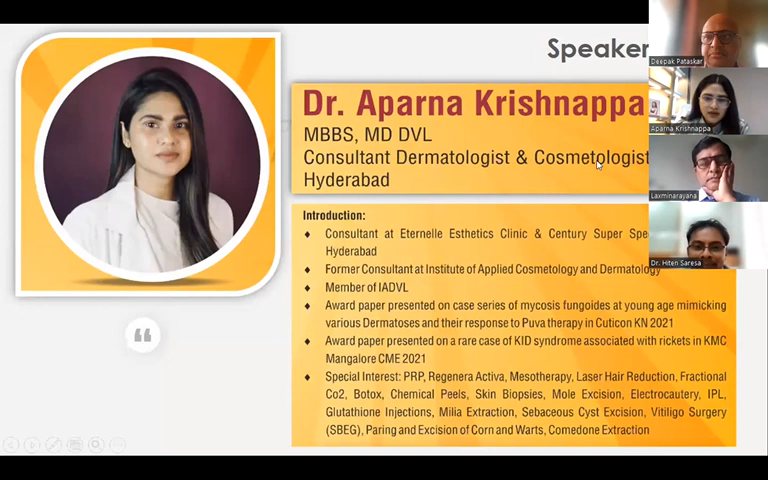 Speaker
Dr. Aparna Krishnappa
MBBS, MD DVL
Consultant Dermatologist & Cosmetologist
Hyderabad
Introduction:
Consultant at Eternelle Esthetics Clinic & Century Super
Hyderabad
Former Consultant at Institute of Applied Cosmetology and Dermatology
Member of IADVL
Award paper presented on case series of mycosis fungoides at young age mimicking
various Dermatoses and their response to Puva therapy in Cuticon KN 2021
Award paper presented on a rare case of KID syndrome associated with rickets in KMC
Mangalore CME 2021
Special Interest: PRP, Regenera Activa, Mesotherapy, Laser Hair Reduction, Fractional
Co2, Botox, Chemical Peels, Skin Biopsies, Mole Excision, Electrocautery, IPL,
Glutathione Injections, Milia Extraction, Sebaceous Cyst Excision, Vitiligo Surgery
(SBEG), Paring and Excision of Corn and Warts, Comedone Extraction
Deepak Pataskar
Aparna Krishnappa
Laxminarayana
Dr. Hiten Saresa